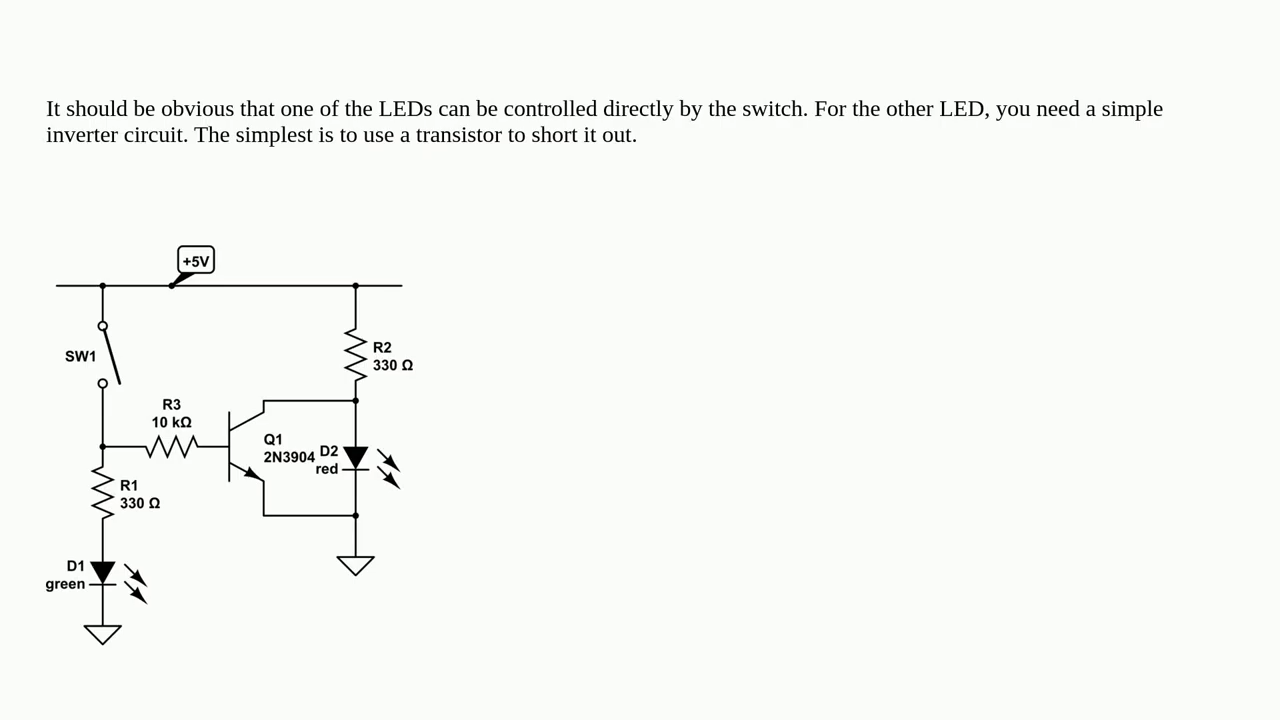 It should be obvious that one of the LEDs can be controlled directly by the switch. For the other LED, you need a simple
inverter circuit. The simplest is to use a transistor to short it out.
+5V
SW1
R2
330 Ω
R3
10 kΩ
Q1
2N3904
D2
red
R1
330 Ω
D1
green